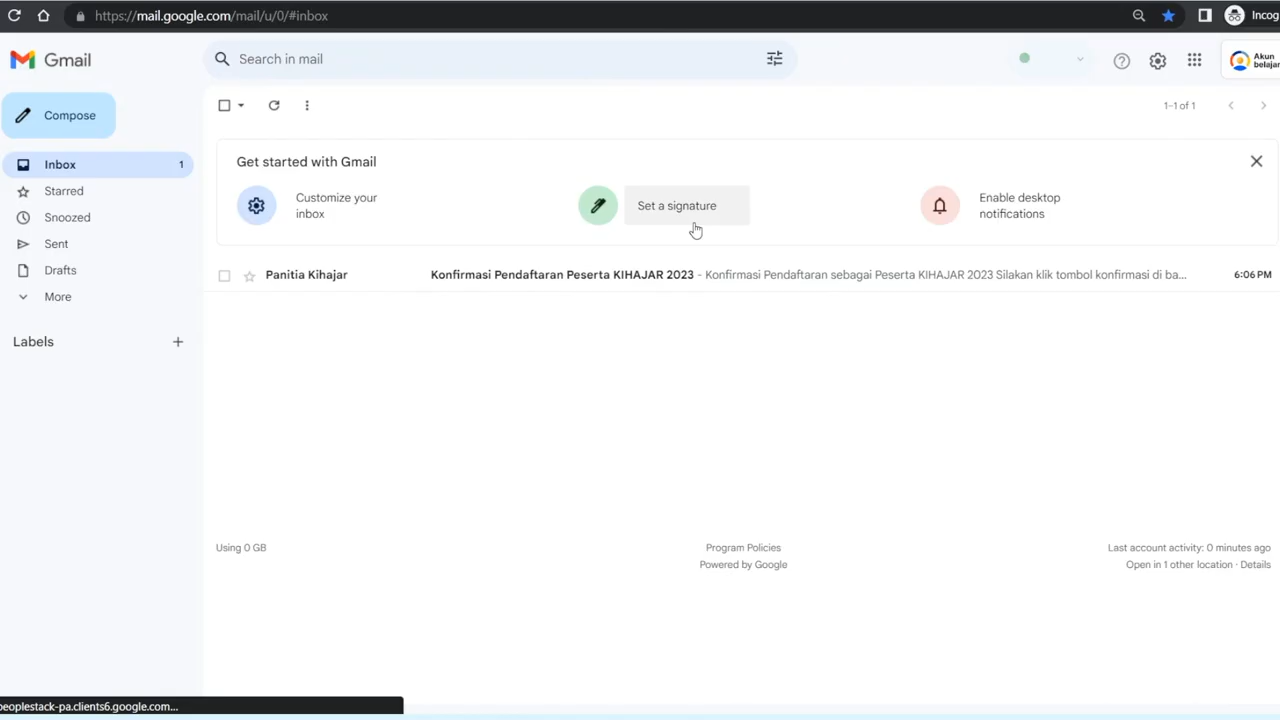 https://mail.google.com/mail/u/0/#inbox
Incog
Gmail
Search in mail
Akun
belajar
Compose
1–1 of 1
Inbox 1
Starred
Snoozed
Sent
Drafts
More
Labels
Get started with Gmail
Customize your
inbox
Set a signature
Enable desktop
notifications
Panitia Kihajar Konfirmasi Pendaftaran Peserta KIHAJAR 2023 - Konfirmasi Pendaftaran sebagai Peserta KIHAJAR 2023 Silakan klik tombol konfirmasi di ba... 6:06 PM
Using 0 GB
Program Policies
Powered by Google
Last account activity: 0 minutes ago
Open in 1 other location · Details
peoplestack-pa.clients6.google.com...